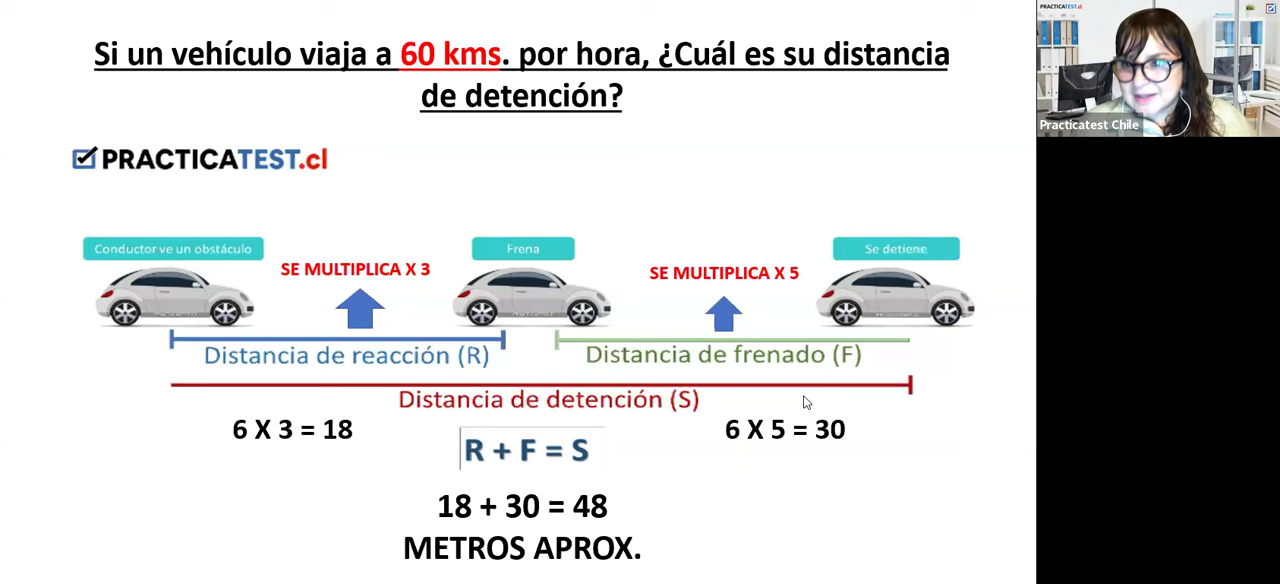 Si un vehículo viaja a 60 kms. por hora, ¿Cuál es su distancia
de detención?
PRACTICATEST.cl
Conductor ve un obstáculo
Frena
Se detiene
SE MULTIPLICA X 3
SE MULTIPLICA X 5
Distancia de reacción (R)
Distancia de frenado (F)
Distancia de detención (S)
6 X 3 = 18
6 X 5 = 30
R + F = S
18 + 30 = 48
METROS APROX.
PRACTICATEST.cl
Practicatest Chile